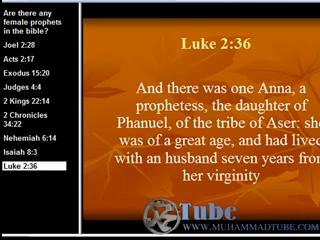 Are there any
female prophets
in the bible?
Joel 2:28
Acts 2:17
Exodus 15:20
Judges 4:4
2 Kings 22:14
2 Chronicles
34:22
Nehemiah 6:14
Isaiah 8:3
Luke 2:36
Luke 2:36
And there was one Anna, a
prophetess, the daughter of
Phanuel, of the tribe of Aser: she
was of a great age, and had lived
with an husband seven years from
her virginity
Tube
WWW.MUHAMMADTUBE.COM